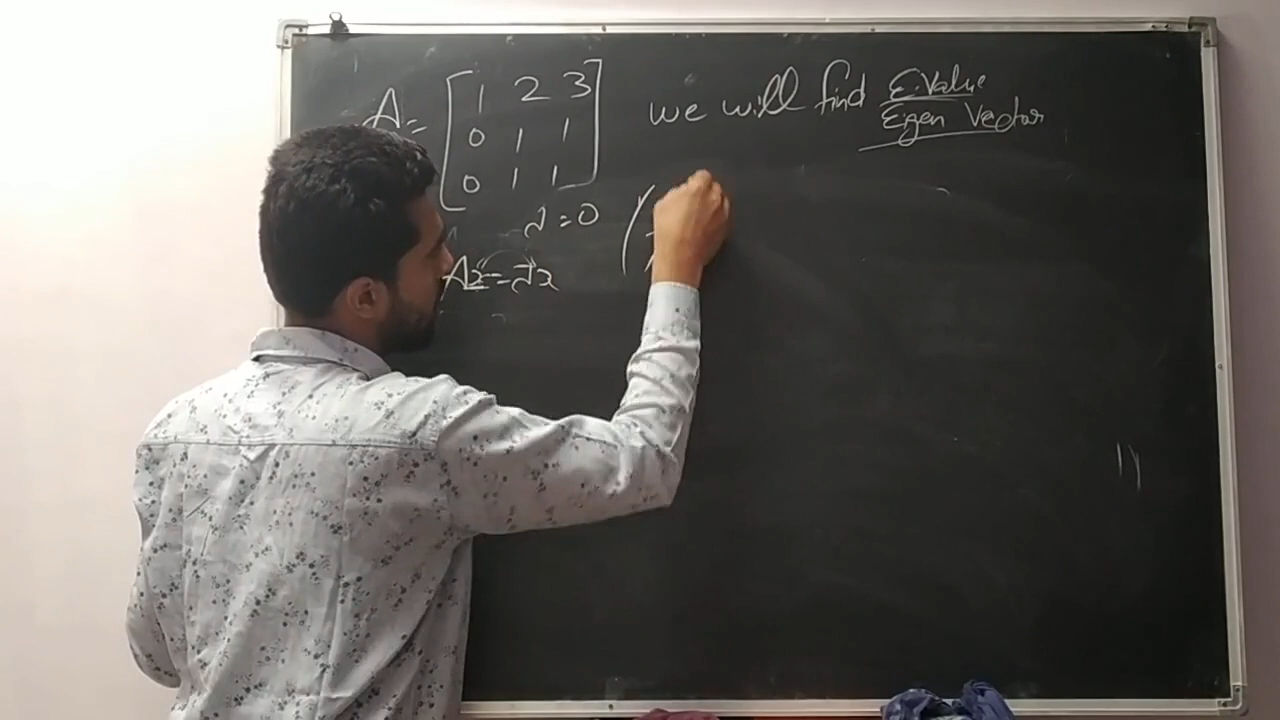 A = [1 2 3 we will find E.Value
0 1 1 Eigen Vector
0 1 1]
λ = 0
Ax = λx